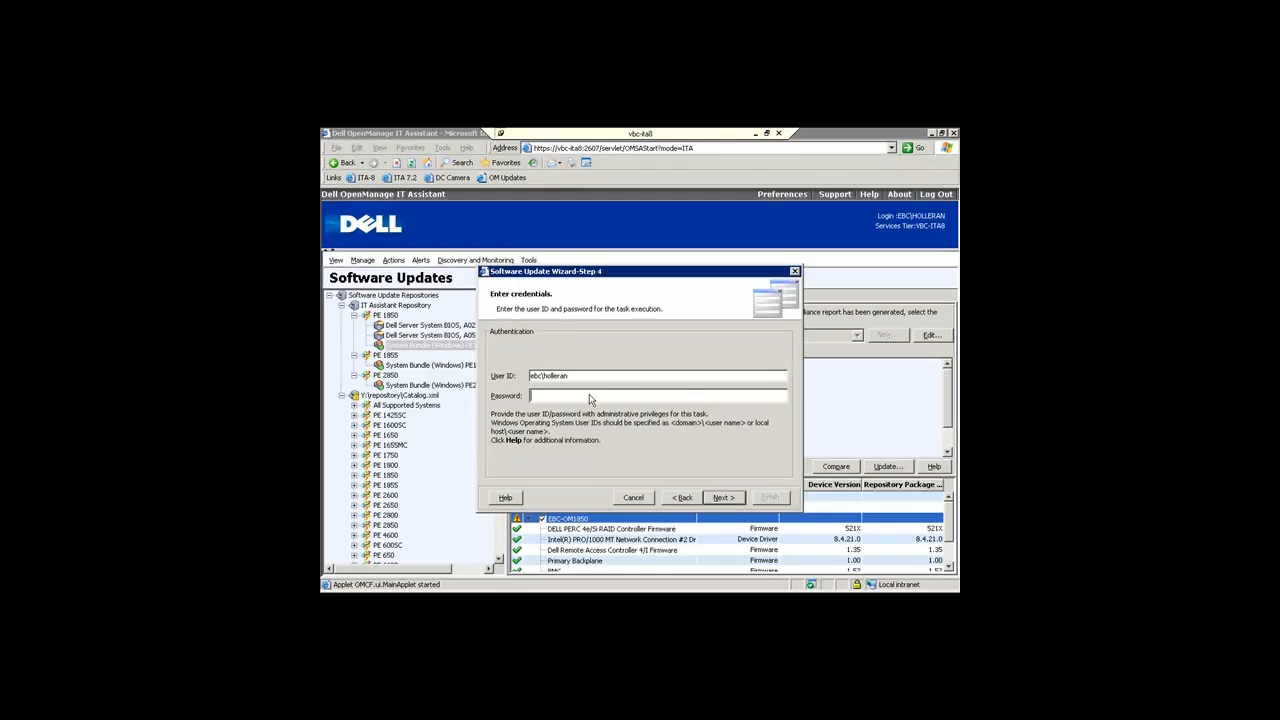 Dell OpenManage IT Assistant - Microsoft In
vbc-ita8
File Edit View Favorites Tools Help Address https://vbc-ita8:2607/servlet/OMSAStart?mode=ITA Go
Back Search Favorites
Links ITA-8 ITA 7.2 DC Camera OM Updates
Dell OpenManage IT Assistant Preferences Support Help About Log Out
DELL
Login :EBC\HOLLERAN
Services Tier:VBC-ITA8
View Manage Actions Alerts Discovery and Monitoring Tools
Software Updates
Software Update Repositories
IT Assistant Repository
PE 1850
Dell Server System BIOS, A02
Dell Server System BIOS, A05
System Bundle (Windows) PE1
PE 1855
System Bundle (Windows) PE1
PE 2850
System Bundle (Windows) PE2
Y:\repository\Catalog.xml
All Supported Systems
PE 1425SC
PE 1600SC
PE 1650
PE 1655MC
PE 1750
PE 1800
PE 1850
PE 1855
PE 2600
PE 2650
PE 2800
PE 2850
PE 4600
PE 600SC
PE 650
Software Update Wizard-Step 4
Enter credentials.
Enter the user ID and password for the task execution.
Authentication
User ID: ebc\holleran
Password:
Provide the user ID/password with administrative privileges for this task.
Windows Operating System User IDs should be specified as <domain>\<user name> or local
host\<user name>.
Click Help for additional information.
Help Cancel < Back Next > Finish
liance report has been generated, select the
New... Edit...
Compare Update... Help
Device Version Repository Package ...
EBC-OM1850
DELL PERC 4e/Si RAID Controller Firmware Firmware 521X 521X
Intel(R) PRO/1000 MT Network Connection #2 Dr Device Driver 8.4.21.0 8.4.21.0
Dell Remote Access Controller 4/I Firmware Firmware 1.35 1.35
Primary Backplane Firmware 1.00 1.00
BMC Firmware 1.52 1.52
Applet OMCF.ui.MainApplet started Local intranet